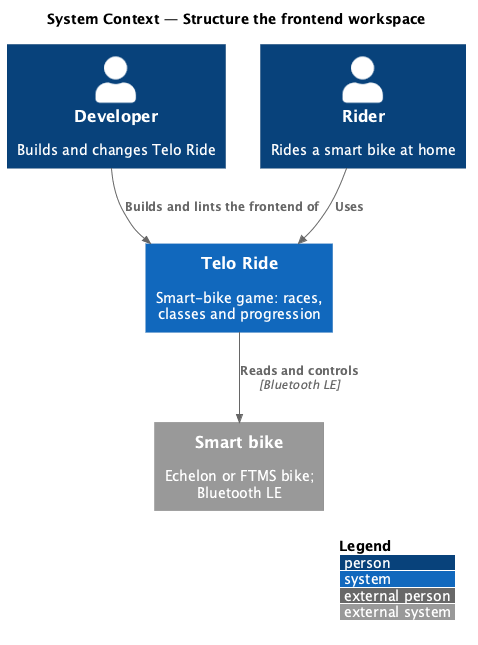 System Context — Structure the frontend workspace
Developer
Builds and changes Telo Ride
Rider
Rides a smart bike at home
Builds and lints the frontend of
Uses
Telo Ride
Smart-bike game: races,
classes and progression
Reads and controls
[Bluetooth LE]
Smart bike
Echelon or FTMS bike;
Bluetooth LE
Legend
person
system
external person
external system